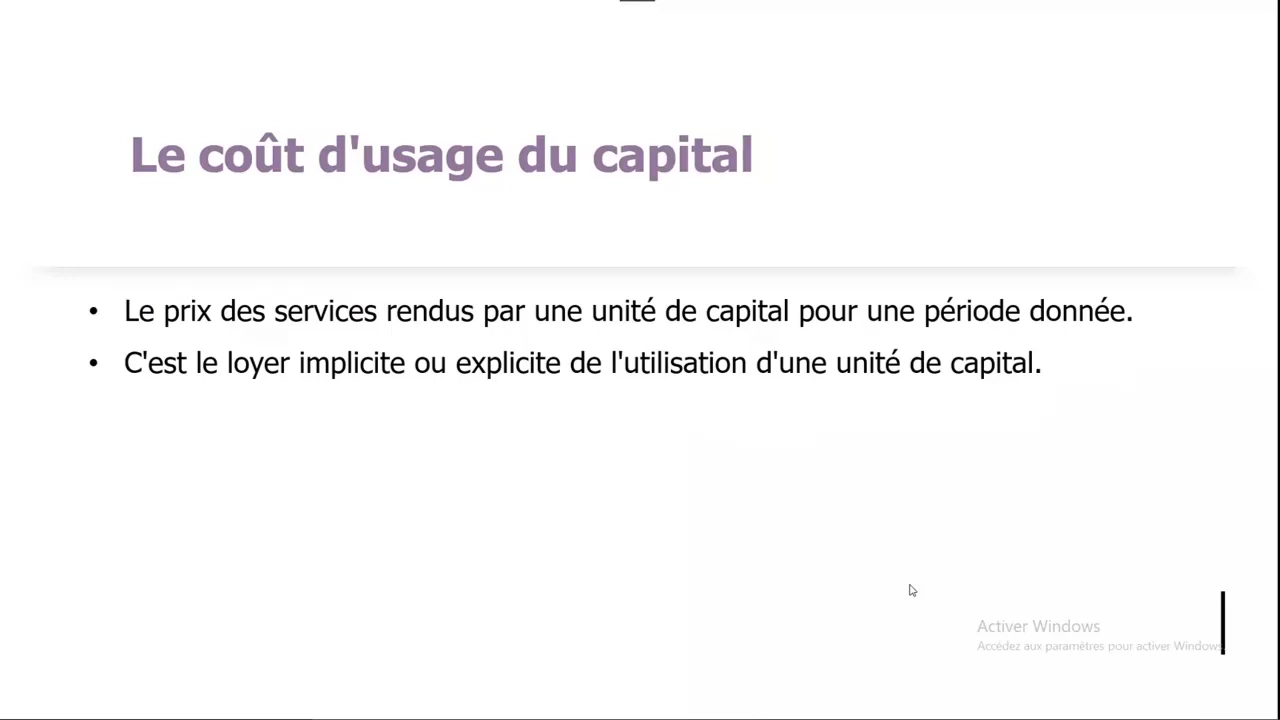 Le coût d'usage du capital
• Le prix des services rendus par une unité de capital pour une période donnée.
• C'est le loyer implicite ou explicite de l'utilisation d'une unité de capital.
Activer Windows
Accédez aux paramètres pour activer Windows.